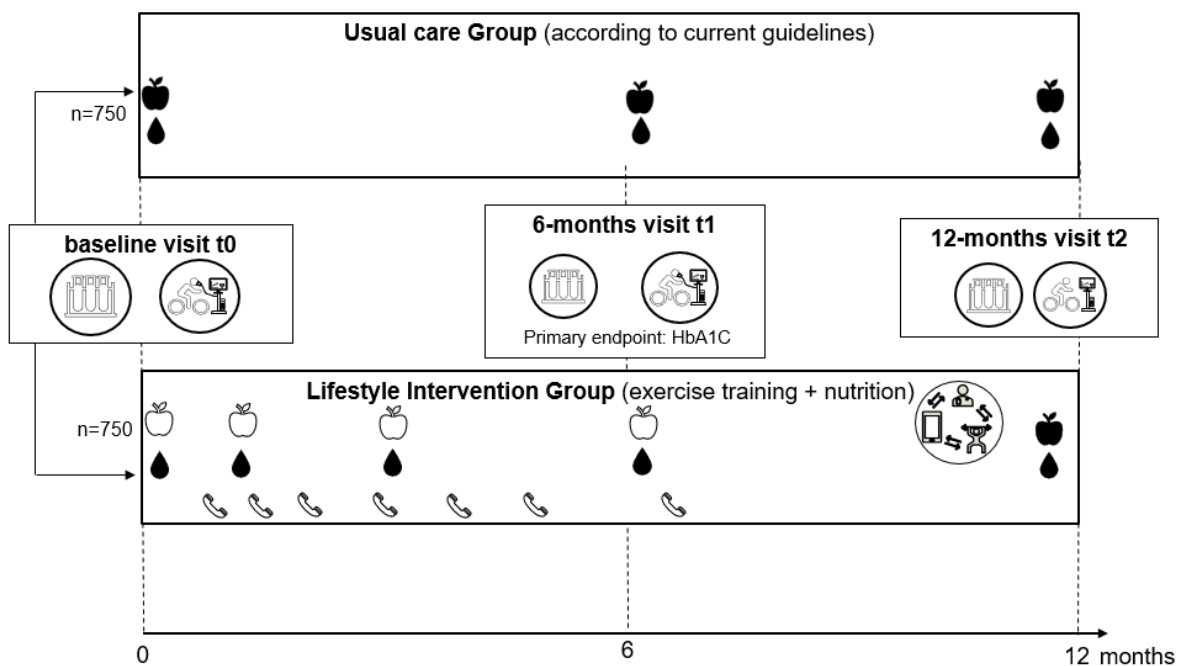 Usual care Group (according to current guidelines)
n=750
baseline visit t0
6-months visit t1
Primary endpoint: HbA1C
12-months visit t2
Lifestyle Intervention Group (exercise training + nutrition)
n=750
0
6
12 months